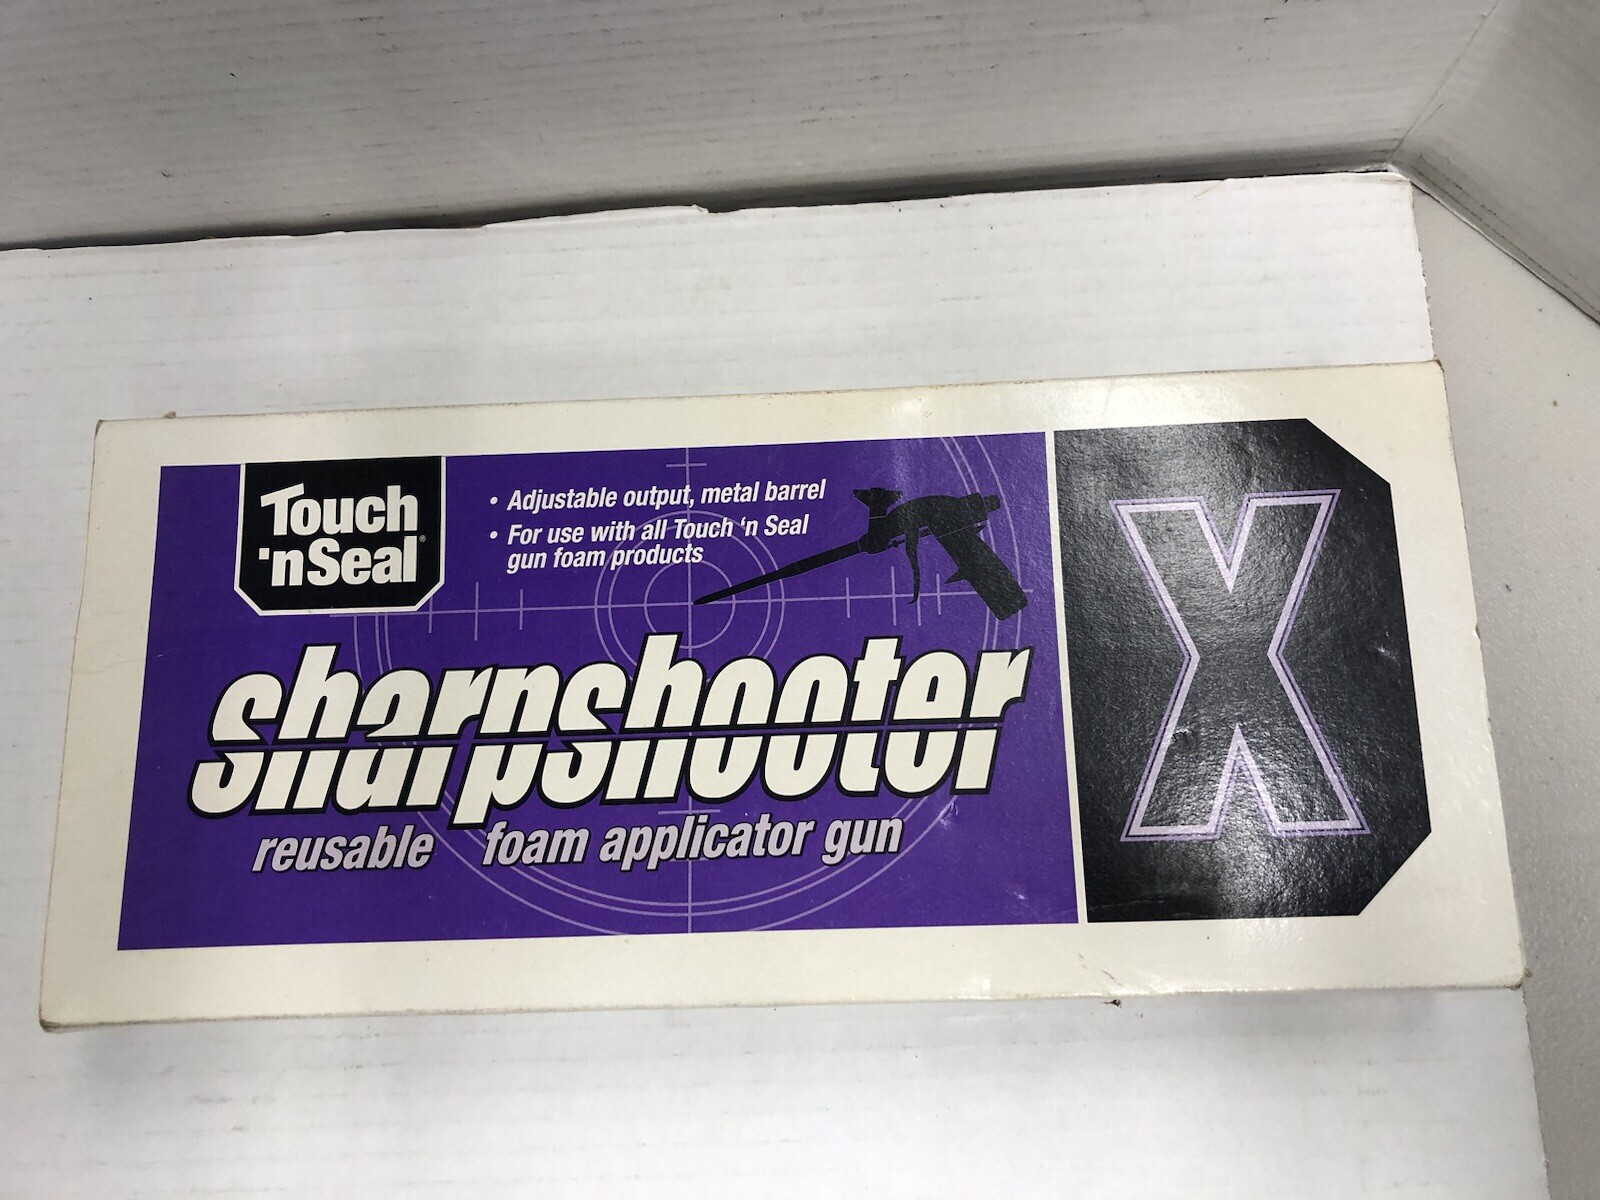 Touch
'nSeal®
• Adjustable output, metal barrel
• For use with all Touch 'n Seal
gun foam products
sharpshooter
reusable foam applicator gun
X